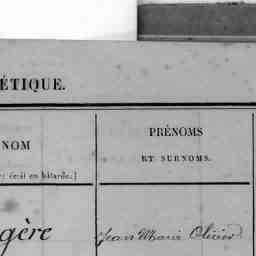 ÉTIQUE.
NOM
PRÉNOMS
ET SURNOMS.
écrit en bâtarde.)
gère
Jean Marie Olivier